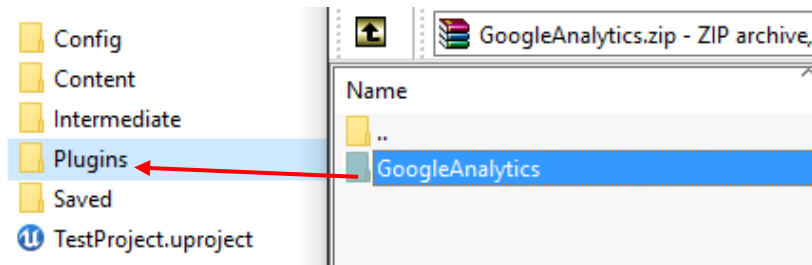 Config
Content
Intermediate
Plugins
Saved
TestProject.uproject
GoogleAnalytics.zip - ZIP archive,
Name
..
GoogleAnalytics